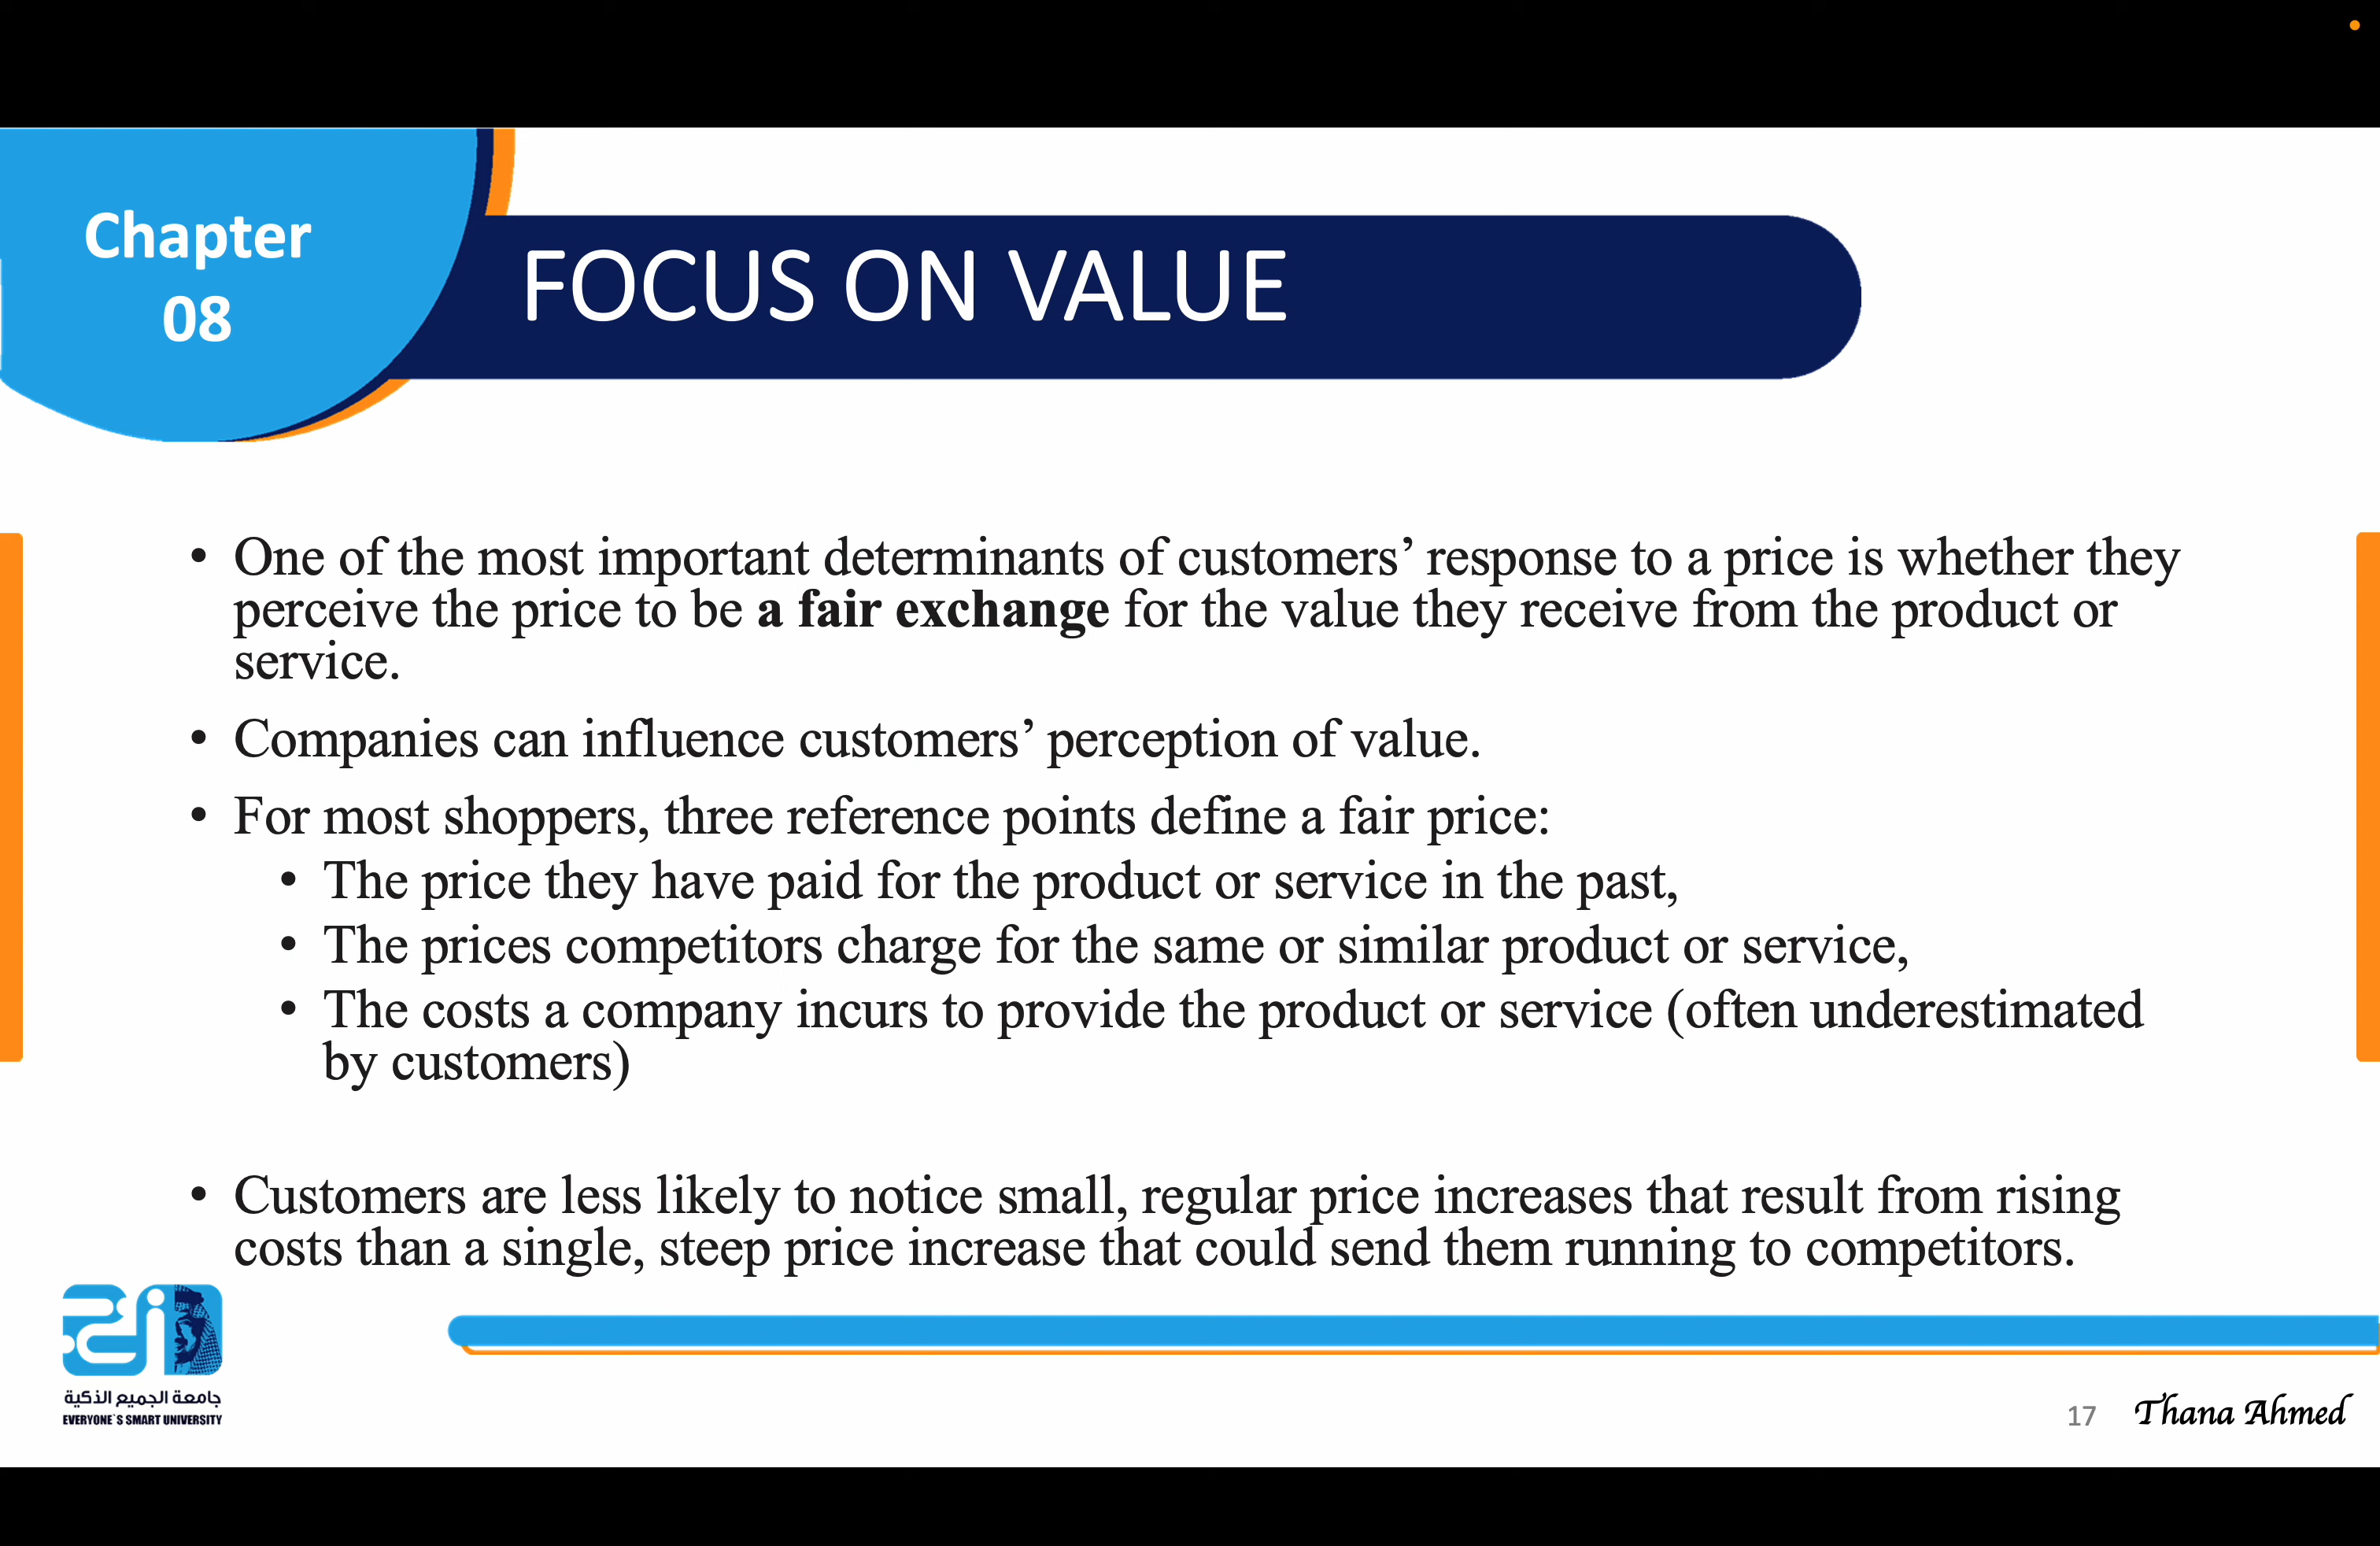 Chapter
08
FOCUS ON VALUE
• One of the most important determinants of customers’ response to a price is whether they
perceive the price to be a fair exchange for the value they receive from the product or
service.
• Companies can influence customers’ perception of value.
• For most shoppers, three reference points define a fair price:
• The price they have paid for the product or service in the past,
• The prices competitors charge for the same or similar product or service,
• The costs a company incurs to provide the product or service (often underestimated
by customers)
• Customers are less likely to notice small, regular price increases that result from rising
costs than a single, steep price increase that could send them running to competitors.
جامعة الجميع الذكية
EVERYONE`S SMART UNIVERSITY
17
Thana Ahmed